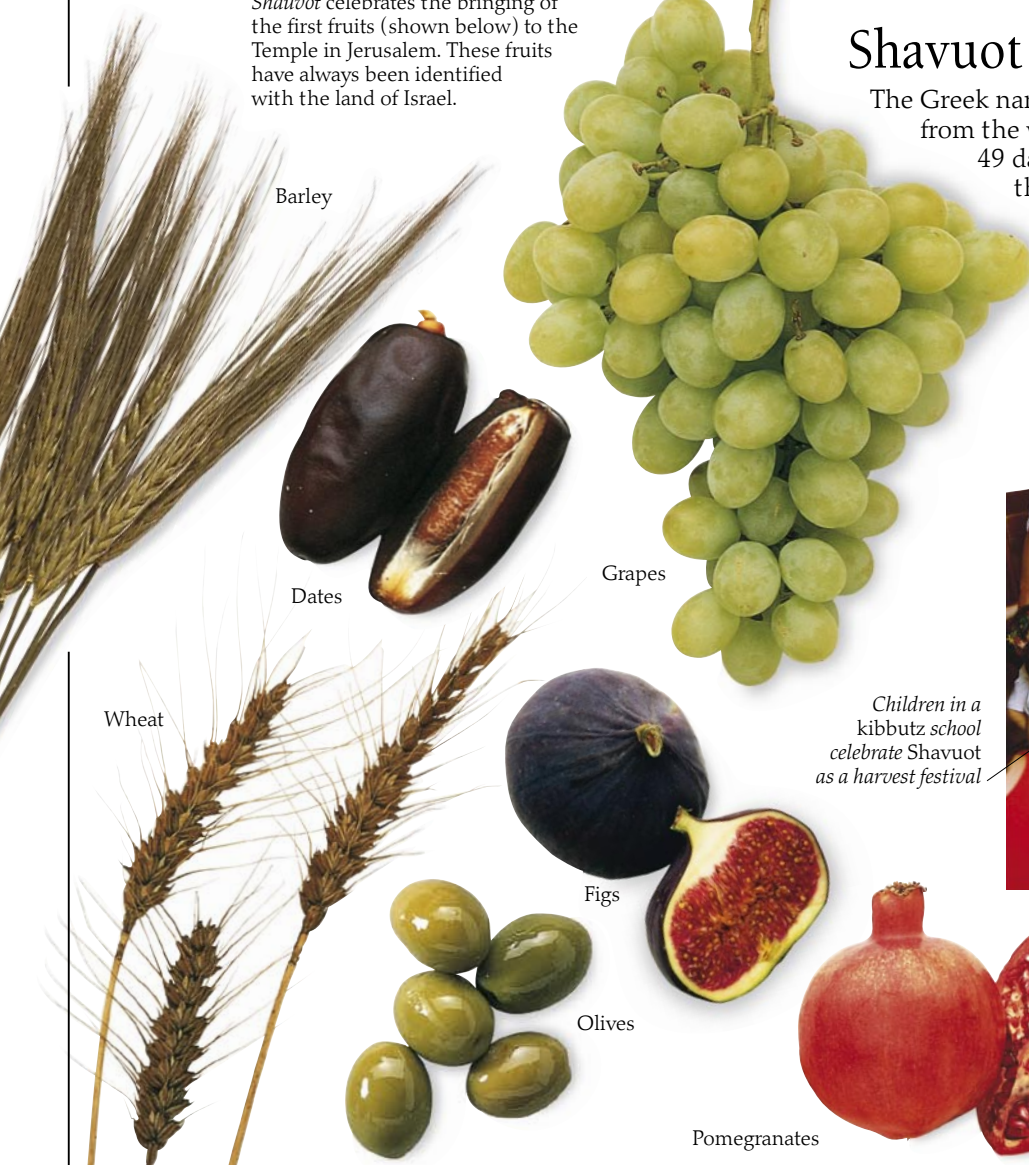 Shavuot celebrates the bringing of
the first fruits (shown below) to the
Temple in Jerusalem. These fruits
have always been identified
with the land of Israel.
Shavuot
The Greek
from the
49
Barley
Dates
Grapes
Wheat
Children in a
kibbutz school
celebrate Shavuot
as a harvest festival
Figs
Olives
Pomegranates